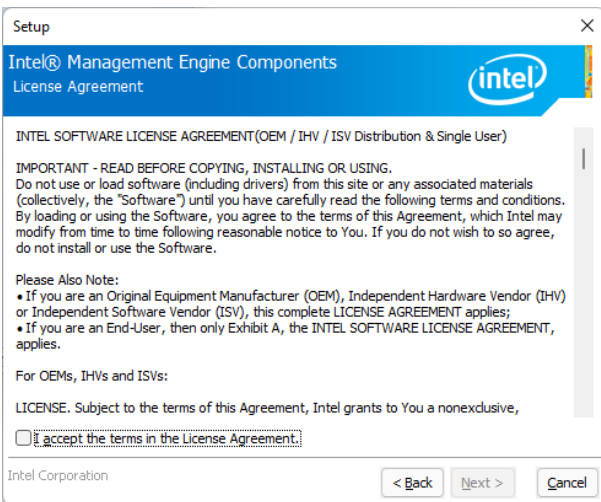 Setup
Intel® Management Engine Components
License Agreement
intel
INTEL SOFTWARE LICENSE AGREEMENT(OEM / IHV / ISV Distribution & Single User)
IMPORTANT - READ BEFORE COPYING, INSTALLING OR USING.
Do not use or load software (including drivers) from this site or any associated materials
(collectively, the "Software") until you have carefully read the following terms and conditions.
By loading or using the Software, you agree to the terms of this Agreement, which Intel may
modify from time to time following reasonable notice to You. If you do not wish to so agree,
do not install or use the Software.
Please Also Note:
• If you are an Original Equipment Manufacturer (OEM), Independent Hardware Vendor (IHV)
or Independent Software Vendor (ISV), this complete LICENSE AGREEMENT applies;
• If you are an End-User, then only Exhibit A, the INTEL SOFTWARE LICENSE AGREEMENT,
applies.
For OEMs, IHVs and ISVs:
LICENSE. Subject to the terms of this Agreement, Intel grants to You a nonexclusive,
I accept the terms in the License Agreement.
Intel Corporation
< Back
Next >
Cancel